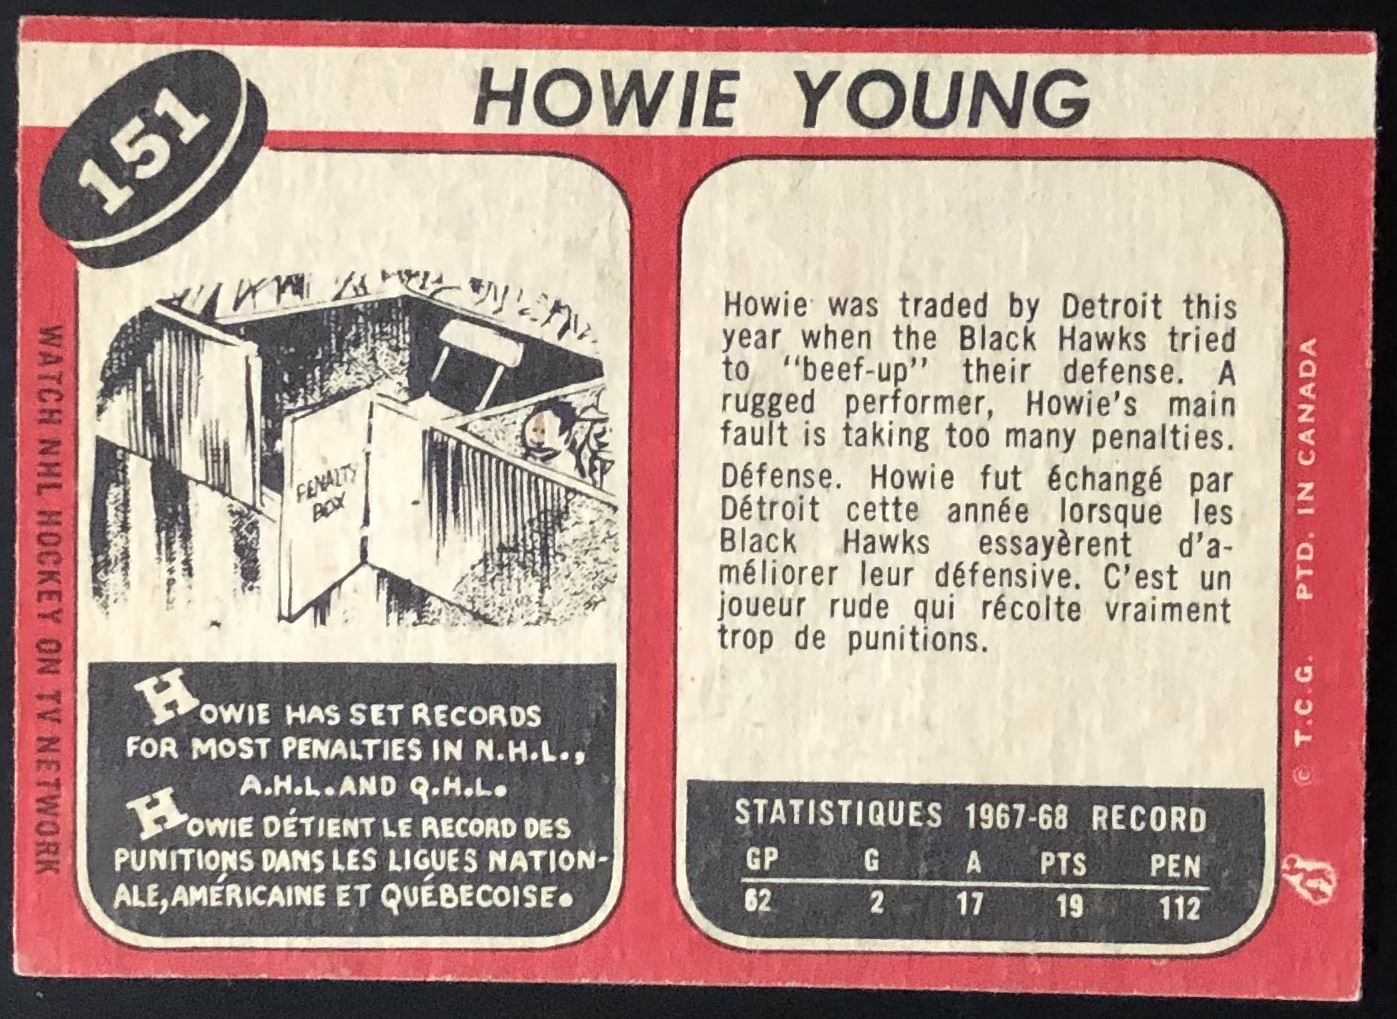 151
HOWIE YOUNG
WATCH NHL HOCKEY ON TV NETWORK
PENALTY
BOX
HOWIE HAS SET RECORDS
FOR MOST PENALTIES IN N.H.L.,
A.H.L. AND Q.H.L.
HOWIE DÉTIENT LE RECORD DES
PUNITIONS DANS LES LIGUES NATION-
ALE, AMÉRICAINE ET QUÉBECOISE.
Howie was traded by Detroit this
year when the Black Hawks tried
to "beef-up" their defense. A
rugged performer, Howie's main
fault is taking too many penalties.
Défense. Howie fut échangé par
Détroit cette année lorsque les
Black Hawks essayèrent d'a-
méliorer leur défensive. C'est un
joueur rude qui récolte vraiment
trop de punitions.
STATISTIQUES 1967-68 RECORD
GP G A PTS PEN
62 2 17 19 112
© T.C.G. PTD. IN CANADA